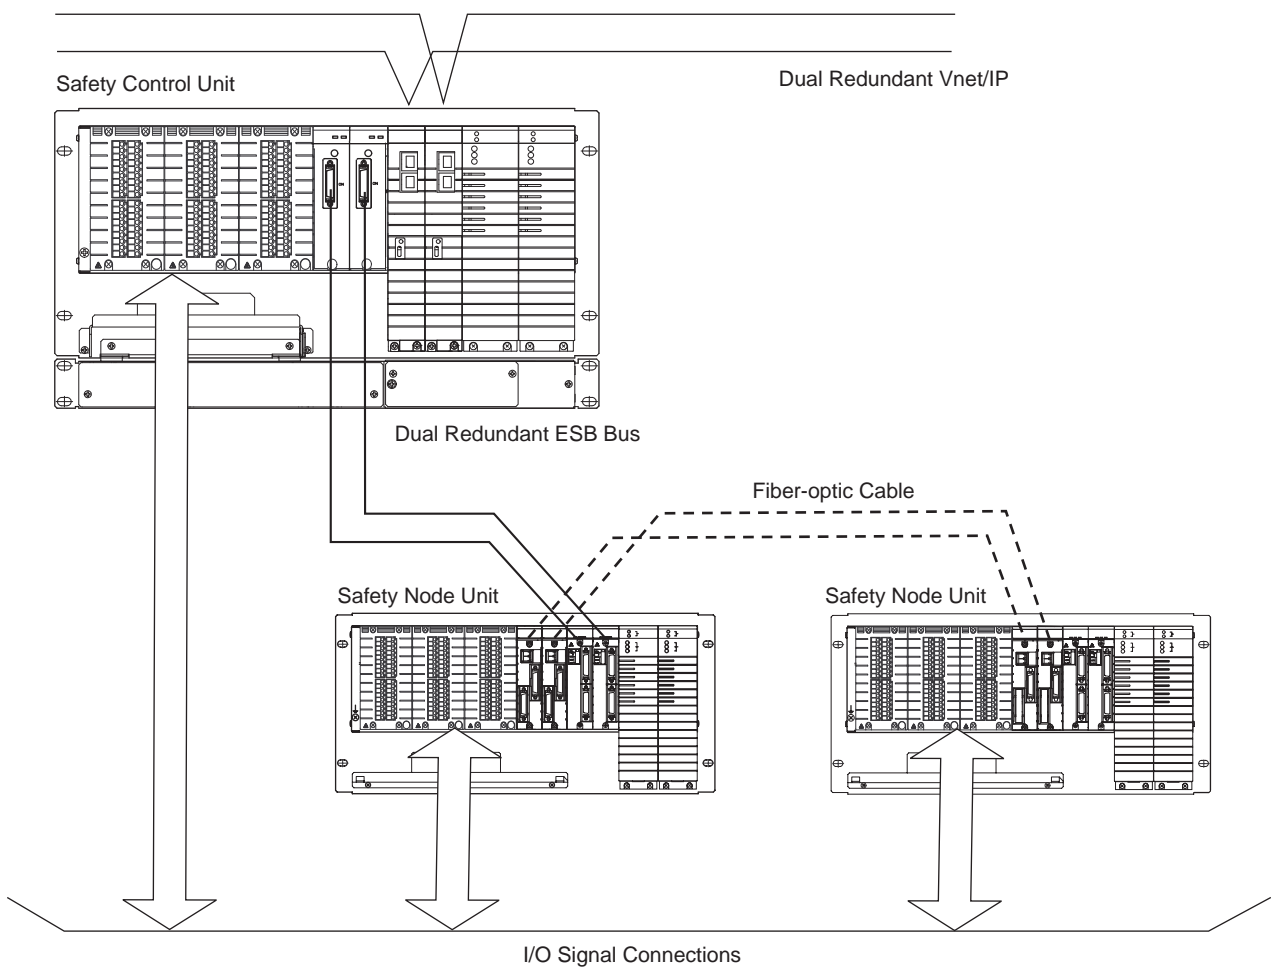 Safety Control Unit
Dual Redundant Vnet/IP
Dual Redundant ESB Bus
Fiber-optic Cable
Safety Node Unit
Safety Node Unit
I/O Signal Connections